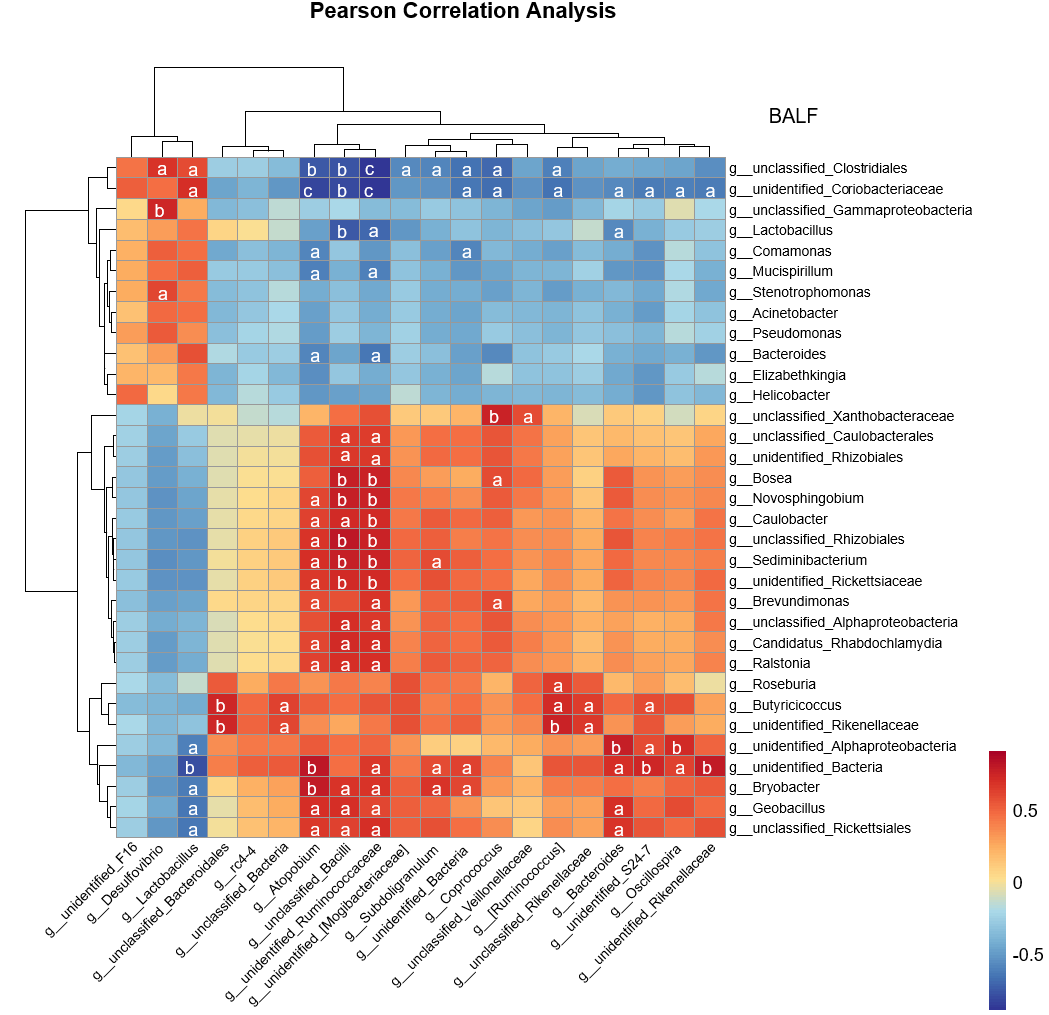 Pearson Correlation Analysis
BALF
a a b b c a a a a a g__unclassified_Clostridiales
a c b c a a a a a a a g__unidentified_Coriobacteriaceae
b g__unclassified_Gammaproteobacteria
b a a g__Lactobacillus
a a g__Comamonas
a a g__Mucispirillum
a g__Stenotrophomonas
g__Acinetobacter
g__Pseudomonas
a a g__Bacteroides
g__Elizabethkingia
g__Helicobacter
b a g__unclassified_Xanthobacteraceae
a a g__unclassified_Caulobacterales
a a g__unidentified_Rhizobiales
b b a g__Bosea
a b b g__Novosphingobium
a a b g__Caulobacter
a b b g__unclassified_Rhizobiales
a b b a g__Sediminibacterium
a b b g__unidentified_Rickettsiaceae
a a a g__Brevundimonas
a a g__unclassified_Alphaproteobacteria
a a a g__Candidatus_Rhabdochlamydia
a a a g__Ralstonia
a g__Roseburia
b a a a a g__Butyricicoccus
b a b a g__unidentified_Rikenellaceae
a b a b g__unidentified_Alphaproteobacteria
b b a a a a b a b g__unidentified_Bacteria
a b a a a a g__Bryobacter
a a a a a g__Geobacillus
a a a a a g__unclassified_Rickettsiales
0.5
0
-0.5
g__unidentified_F16
g__Desulfovibrio
g__Lactobacillus
g__unclassified_Bacteroidales
g__rc4-4
g__unclassified_Bacteria
g__Atopobium
g__unclassified_Bacilli
g__unidentified_Ruminococcaceae
g__unidentified_[Mogibacteriaceae]
g__Subdoligranulum
g__unidentified_Bacteria
g__Coprococcus
g__unclassified_Veillonellaceae
g__[Ruminococcus]
g__unclassified_Rikenellaceae
g__Bacteroides
g__unidentified_S24-7
g__Oscillospira
g__unidentified_Rikenellaceae